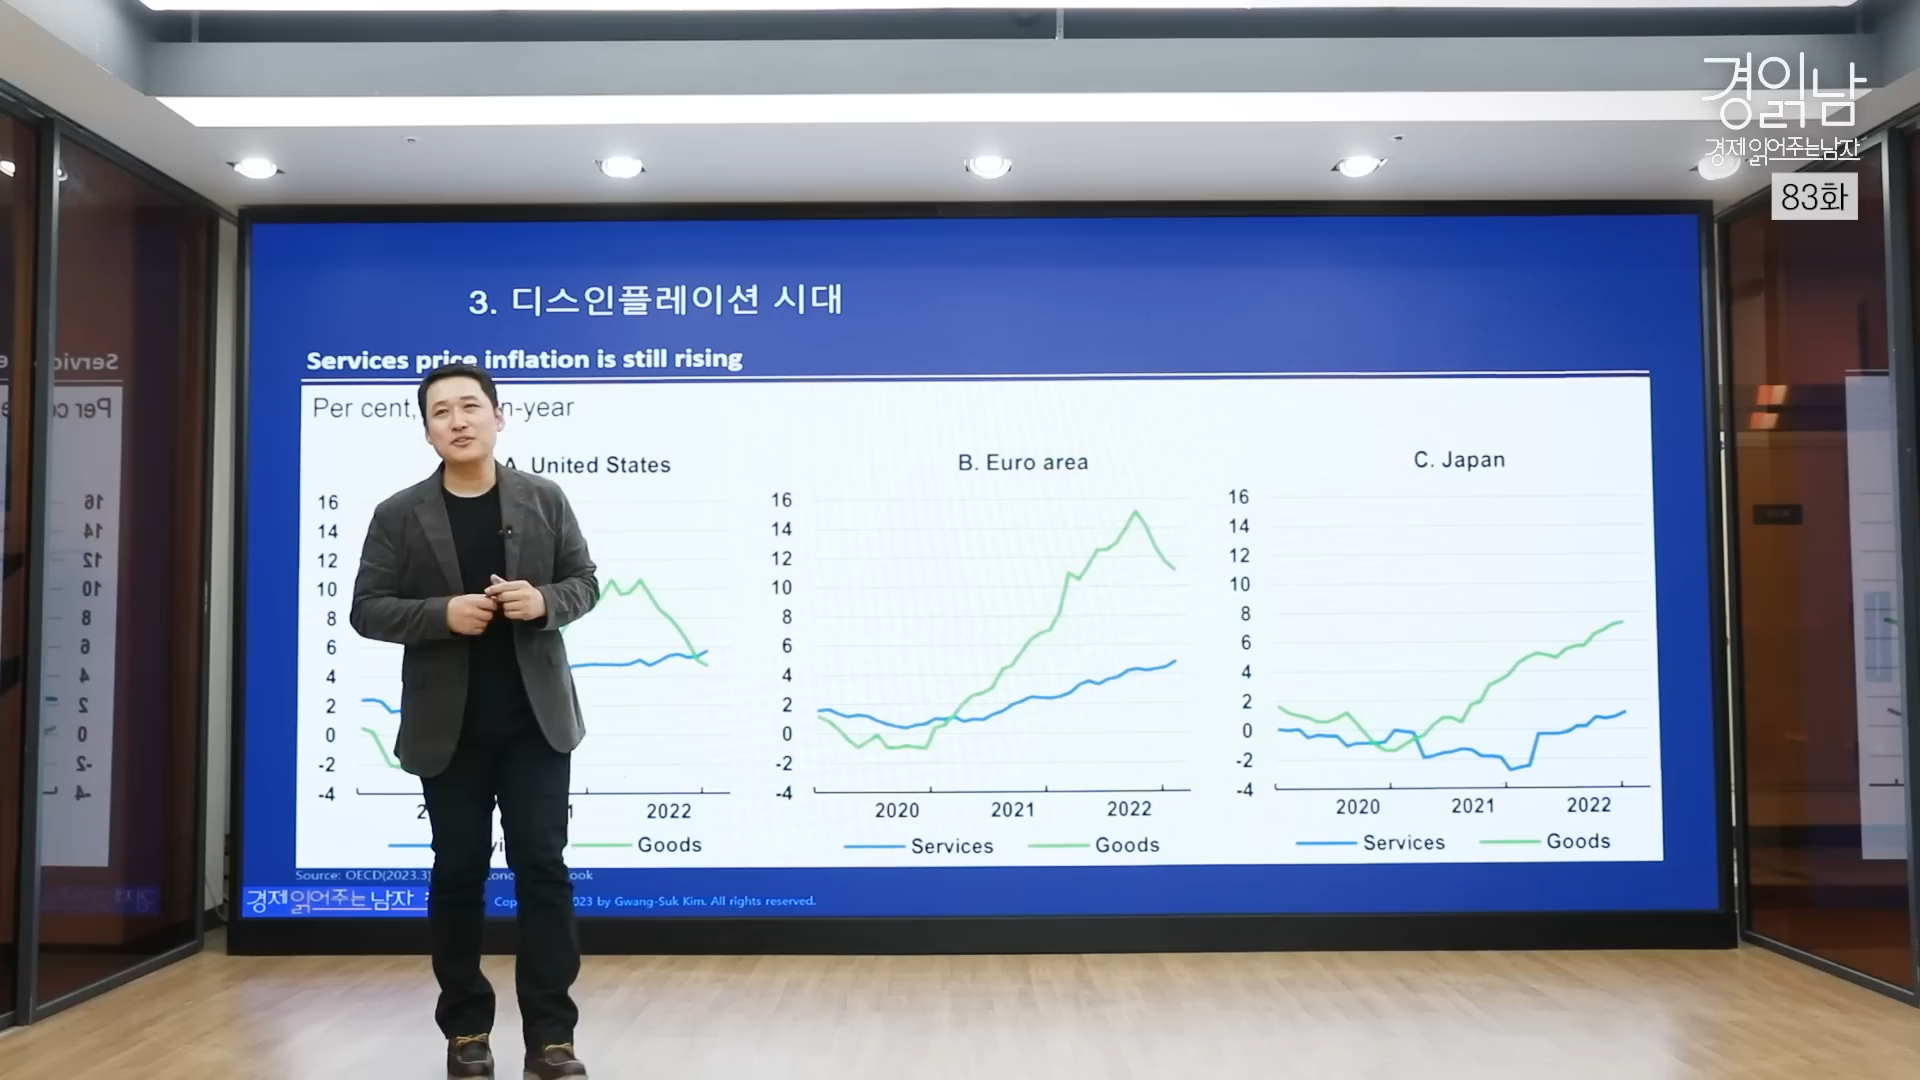 경읽남
경제 읽어주는남자
83화
3. 디스인플레이션 시대
Services price inflation is still rising
Per cent, n-year
A. United States
16
14
12
10
8
6
4
2
0
-2
-4
2022
Goods
B. Euro area
16
14
12
10
8
6
4
2
0
-2
-4
2020 2021 2022
Services Goods
C. Japan
16
14
12
10
8
6
4
2
0
-2
-4
2020 2021 2022
Services Goods
Source: OECD(2023.3)
경제읽어주는남자
2023 by Gwang-Suk Kim. All rights reserved.